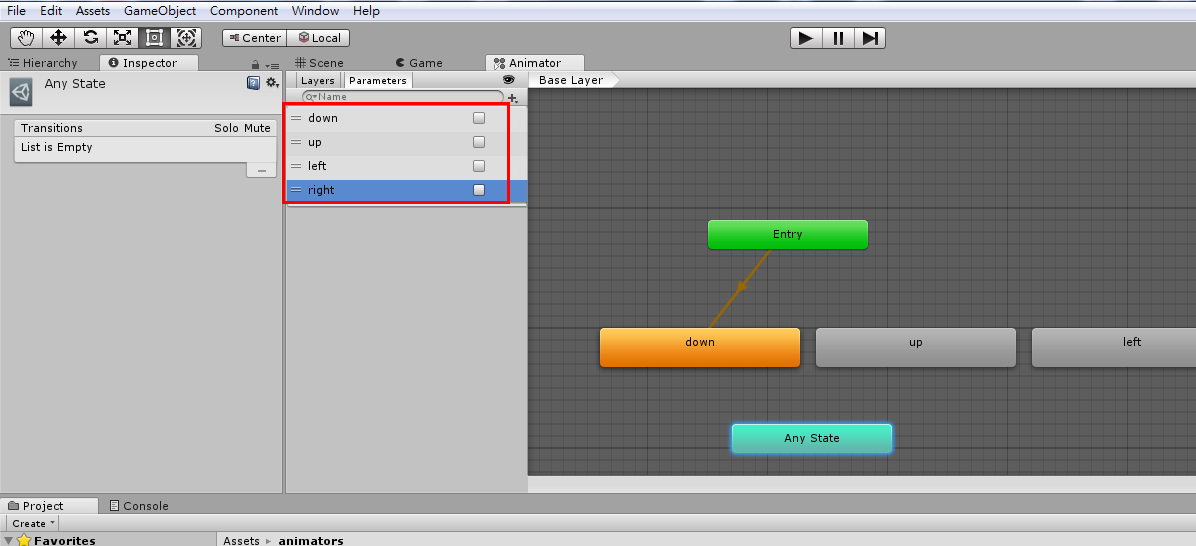 File Edit Assets GameObject Component Window Help
Center Local
Hierarchy Inspector Scene Game Animator
Any State
Layers Parameters Base Layer
Name
Transitions Solo Mute
List is Empty
down
up
left
right
Entry
down up left
Any State
Project Console
Create
Favorites Assets animators